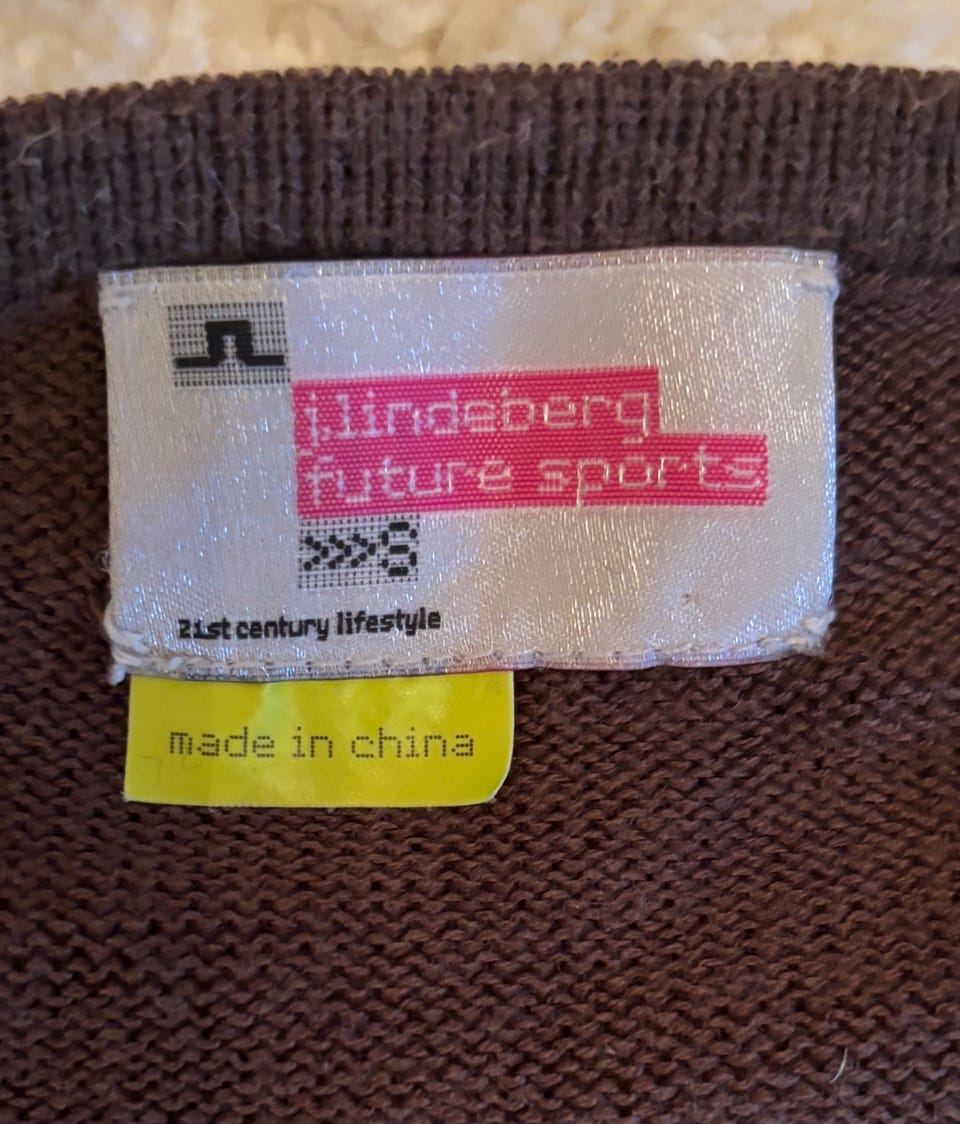 j.lindeberg
future sports
>>>S
21st century lifestyle
made in china